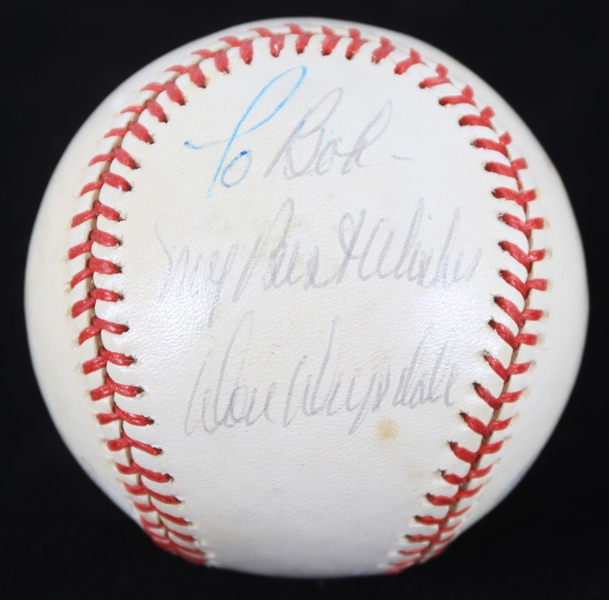 To Bob -
My Best Wishes
Don Drysdale